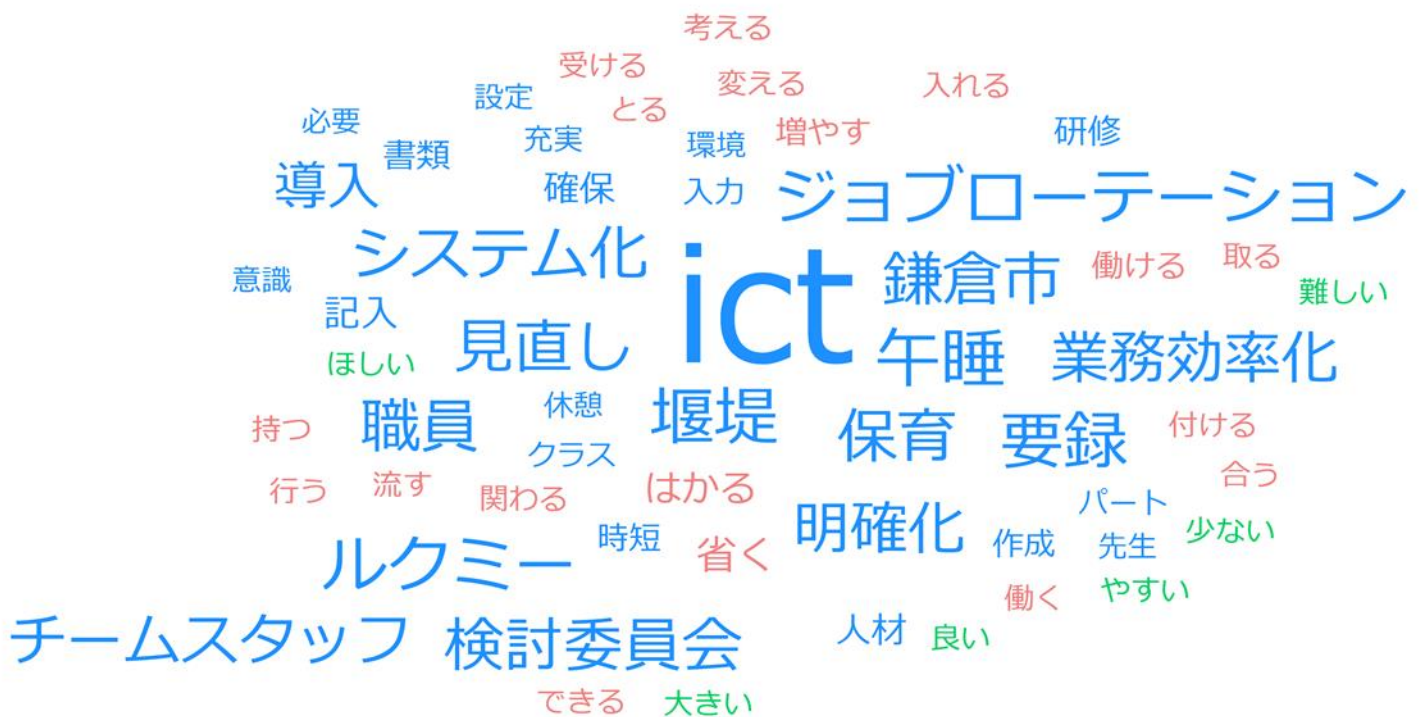 考える
受ける
変える
入れる
設定
とる
必要
充実
環境
増やす
研修
書類
導入
確保
入力
ジョブローテーション
システム化
ict
鎌倉市
働ける
取る
意識
難しい
記入
見直し
午睡
業務効率化
ほしい
職員
休憩
堰堤
保育
要録
付ける
持つ
クラス
合う
行う
流す
関わる
はかる
パート
明確化
少ない
ルクミー
時短
省く
作成
先生
やすい
働く
チームスタッフ
検討委員会
人材
良い
できる
大きい